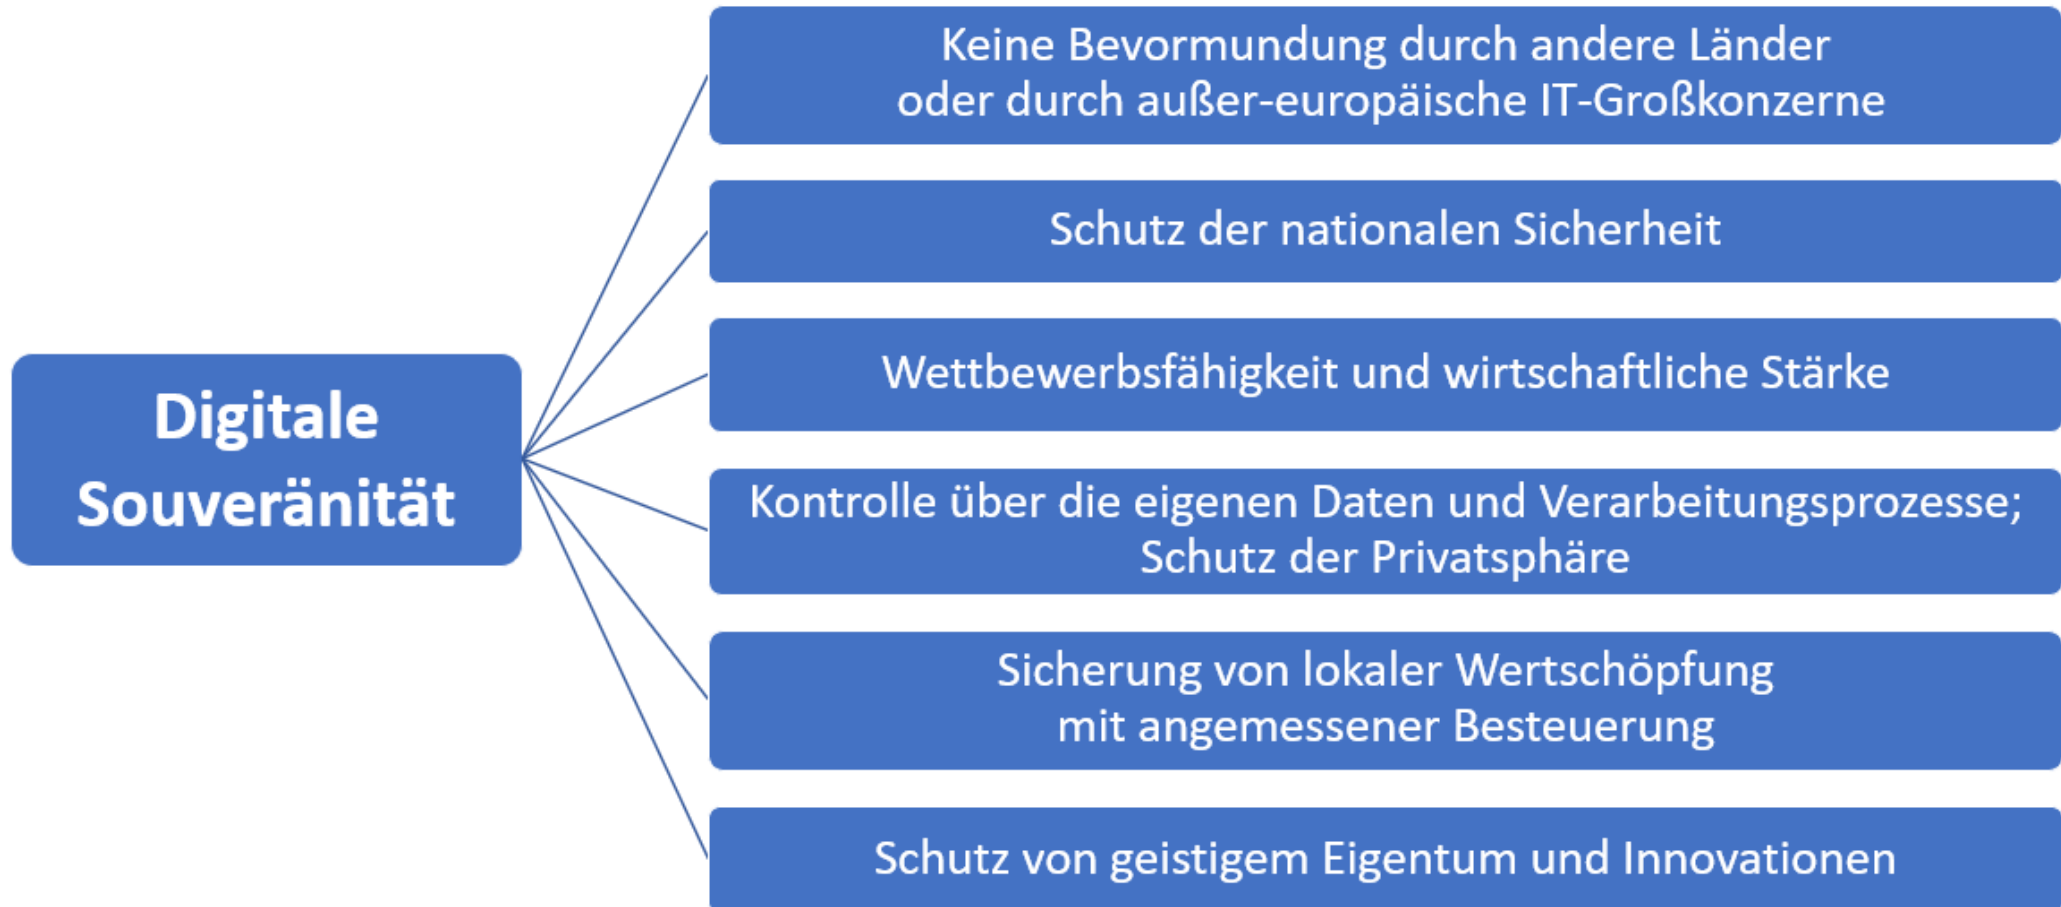 Keine Bevormundung durch andere Länder
oder durch außer-europäische IT-Großkonzerne
Schutz der nationalen Sicherheit
Wettbewerbsfähigkeit und wirtschaftliche Stärke
Digitale
Souveränität
Kontrolle über die eigenen Daten und Verarbeitungsprozesse;
Schutz der Privatsphäre
Sicherung von lokaler Wertschöpfung
mit angemessener Besteuerung
Schutz von geistigem Eigentum und Innovationen